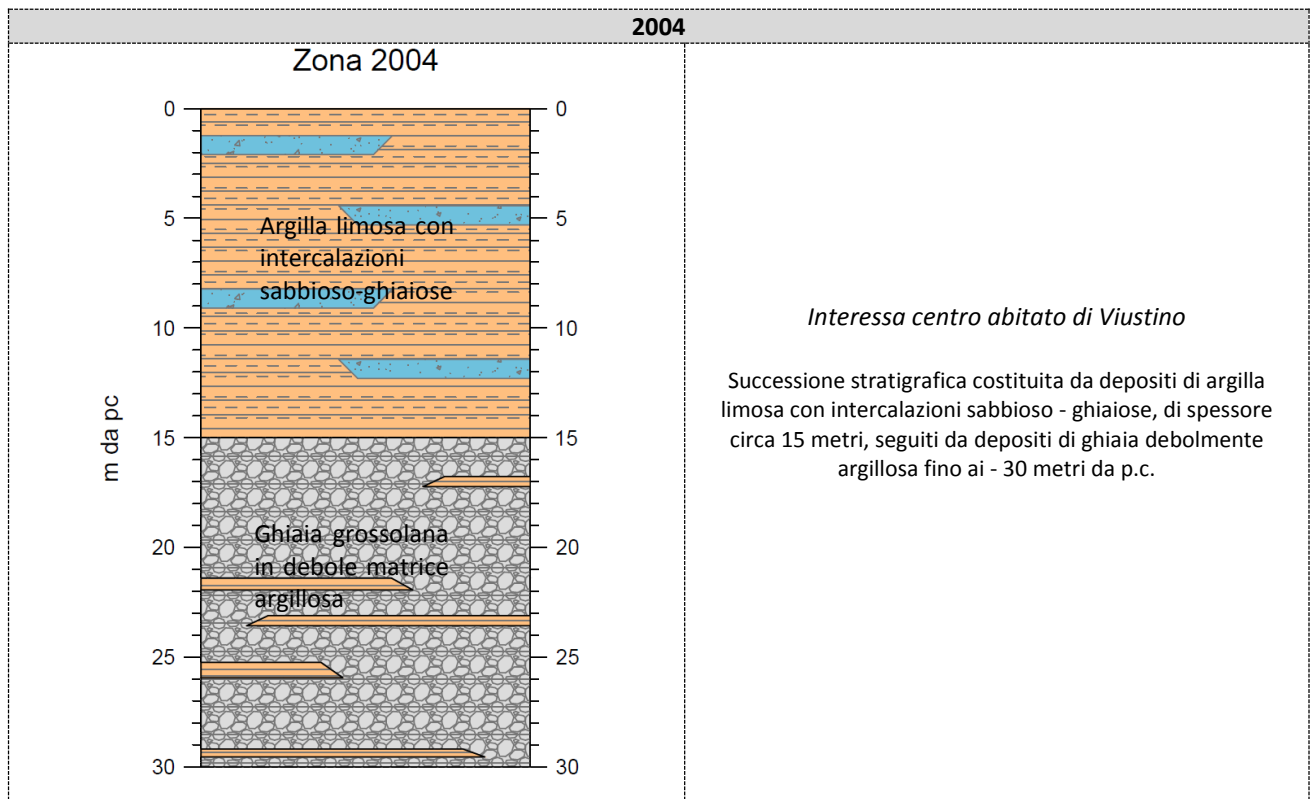 2004
Zona 2004
0
0
5
5
10
10
15
15
20
20
25
25
30
30
m da pc
Argilla limosa con
intercalazioni
sabbioso-ghiaiose
Ghiaia grossolana
in debole matrice
argillosa
Interessa centro abitato di Viustino
Successione stratigrafica costituita da depositi di argilla
limosa con intercalazioni sabbioso - ghiaiose, di spessore
circa 15 metri, seguiti da depositi di ghiaia debolmente
argillosa fino ai - 30 metri da p.c.